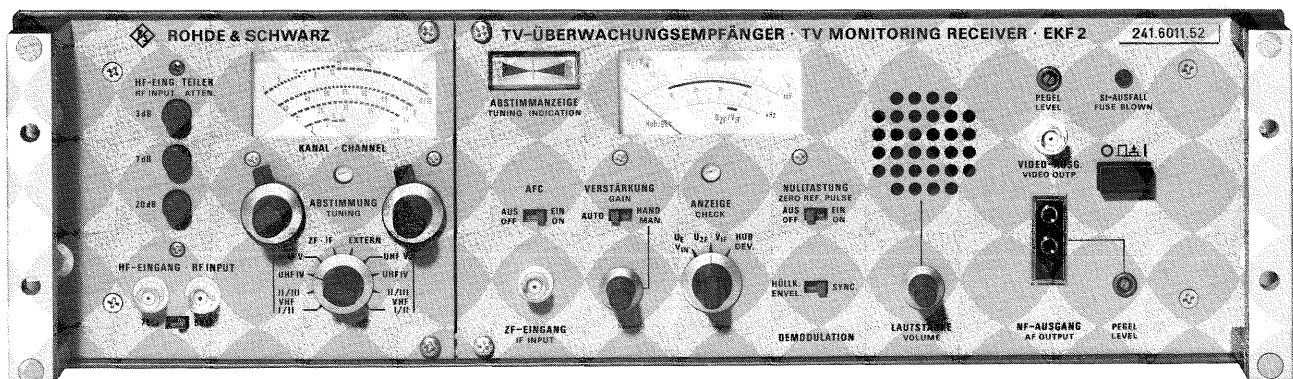 ROHDE & SCHWARZ
TV-ÜBERWACHUNGSEMPFÄNGER · TV MONITORING RECEIVER · EKF 2
241.6011.52
HF-EING. TEILER
RF INPUT ATTEN.
3dB
7dB
20dB
KANAL · CHANNEL
ABSTIMMUNG
TUNING
ZF · IF
EXTERN
UHF V
UHF V
UHF IV
UHF IV
II/III
VHF
I/II
II/III
VHF
I/II
HF-EINGANG · RF INPUT
ABSTIMMANZEIGE
TUNING INDICATION
AFC
AUS
OFF
EIN
ON
VERSTÄRKUNG
GAIN
AUTO
HAND
MAN.
ANZEIGE
CHECK
HUB
DEV.
ZF-EINGANG
IF INPUT
NULLTASTUNG
ZERO REF. PULSE
AUS
OFF
EIN
ON
HÜLLK.
ENVEL.
SYNC.
DEMODULATION
LAUTSTÄRKE
VOLUME
PEGEL
LEVEL
SI-AUSFALL
FUSE BLOWN
VIDEO-AUSG.
VIDEO OUTP.
NF-AUSGANG
AF OUTPUT
PEGEL
LEVEL